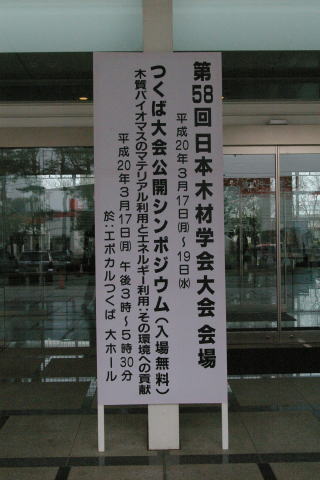 第58回日本木材学会大会 会場
平成20年3月17日㈪～19日㈬
つくば大会公開シンポジウム(入場無料)
木質バイオマスのマテリアル利用とエネルギー利用:その環境への貢献
平成20年3月17日㈪ 午後3時～5時30分
於:エポカルつくば 大ホール